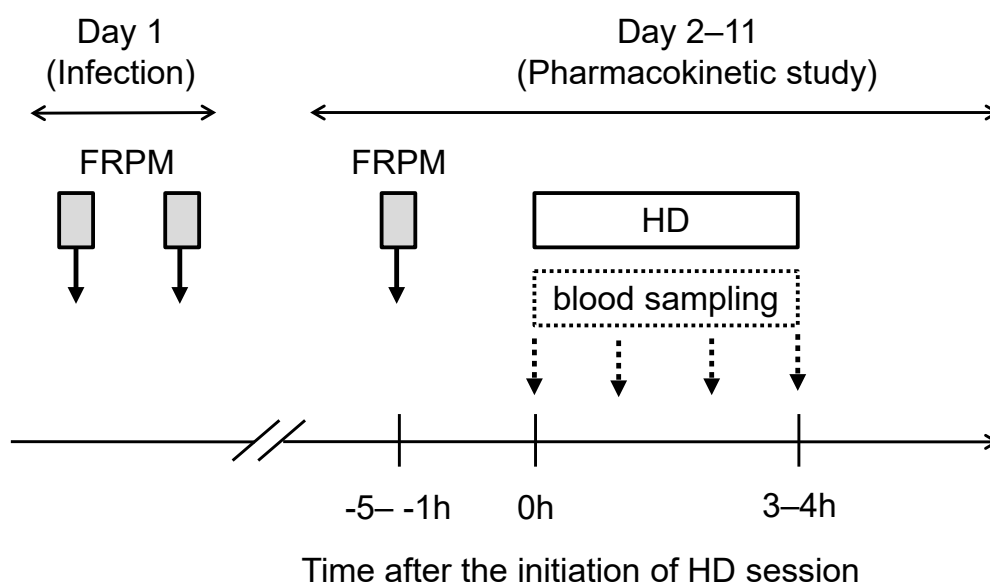 Day 1
(Infection)
Day 2–11
(Pharmacokinetic study)
FRPM
FRPM
HD
blood sampling
-5– -1h
0h
3–4h
Time after the initiation of HD session